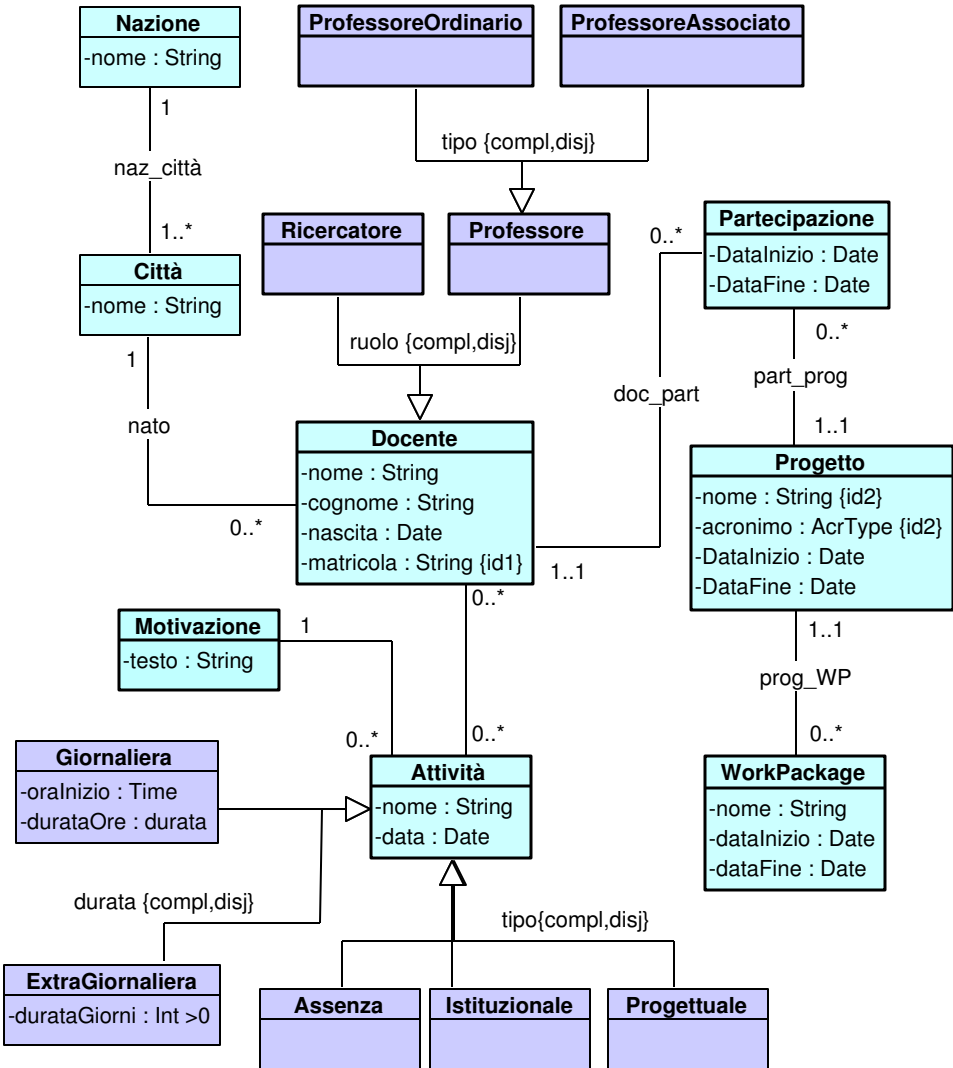 Nazione
-nome : String
ProfessoreOrdinario
ProfessoreAssociato
1
naz_città
1..*
tipo {compl,disj}
Ricercatore
Professore
Partecipazione
-DataInizio : Date
-DataFine : Date
0..*
Città
-nome : String
1
nato
0..*
ruolo {compl,disj}
doc_part
0..*
part_prog
1..1
Docente
-nome : String
-cognome : String
-nascita : Date
-matricola : String {id1}
1..1
0..*
Progetto
-nome : String {id2}
-acronimo : AcrType {id2}
-DataInizio : Date
-DataFine : Date
1..1
prog_WP
0..*
Motivazione
-testo : String
1
0..*
0..*
Giornaliera
-oraInizio : Time
-durataOre : durata
Attività
-nome : String
-data : Date
WorkPackage
-nome : String
-dataInizio : Date
-dataFine : Date
durata {compl,disj}
tipo{compl,disj}
ExtraGiornaliera
-durataGiorni : Int >0
Assenza
Istituzionale
Progettuale